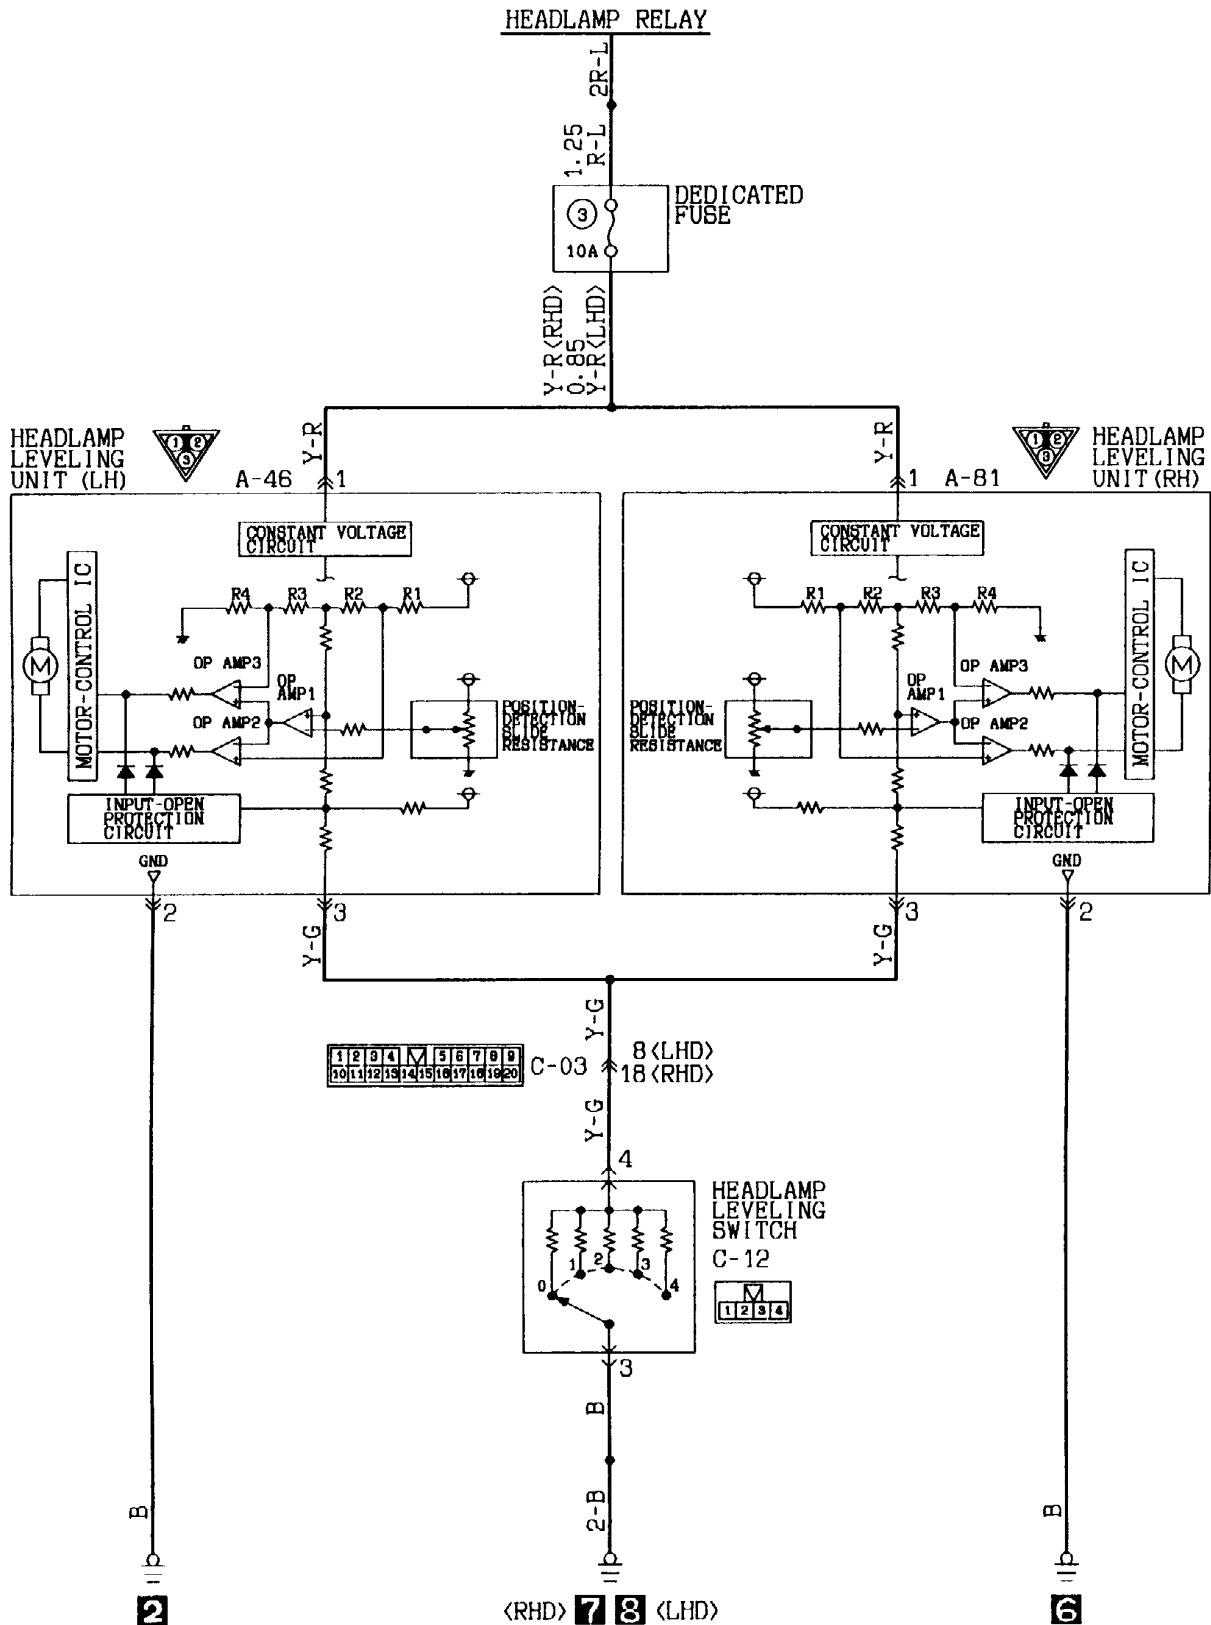 HEADLAMP RELAY
2R-L
1.25
R-L
DEDICATED
FUSE
3
10A
Y-R<RHD>
0.85
Y-R<LHD>
HEADLAMP
LEVELING
UNIT (LH)
1 2
3
Y-R
A-46
1
Y-R
1
A-81
1 2
3
HEADLAMP
LEVELING
UNIT (RH)
CONSTANT VOLTAGE
CIRCUIT
MOTOR-CONTROL IC
M
R4 R3 R2 R1
OP AMP3
OP
AMP1
OP AMP2
POSITION-
DETECTION
SLIDE
RESISTANCE
INPUT-OPEN
PROTECTION
CIRCUIT
GND
2
3
CONSTANT VOLTAGE
CIRCUIT
MOTOR-CONTROL IC
M
R1 R2 R3 R4
OP AMP3
OP
AMP1
OP AMP2
POSITION-
DETECTION
SLIDE
RESISTANCE
INPUT-OPEN
PROTECTION
CIRCUIT
GND
3
2
Y-G
Y-G
Y-G
1 2 3 4 5 6 7 8 9
10 11 12 13 14 15 16 17 18 19 20
C-03
8<LHD>
18<RHD>
Y-G
4
HEADLAMP
LEVELING
SWITCH
C-12
0 1 2 3 4
1 2 3 4
3
B
2-B
B
B
2
<RHD> 7 8 <LHD>
6